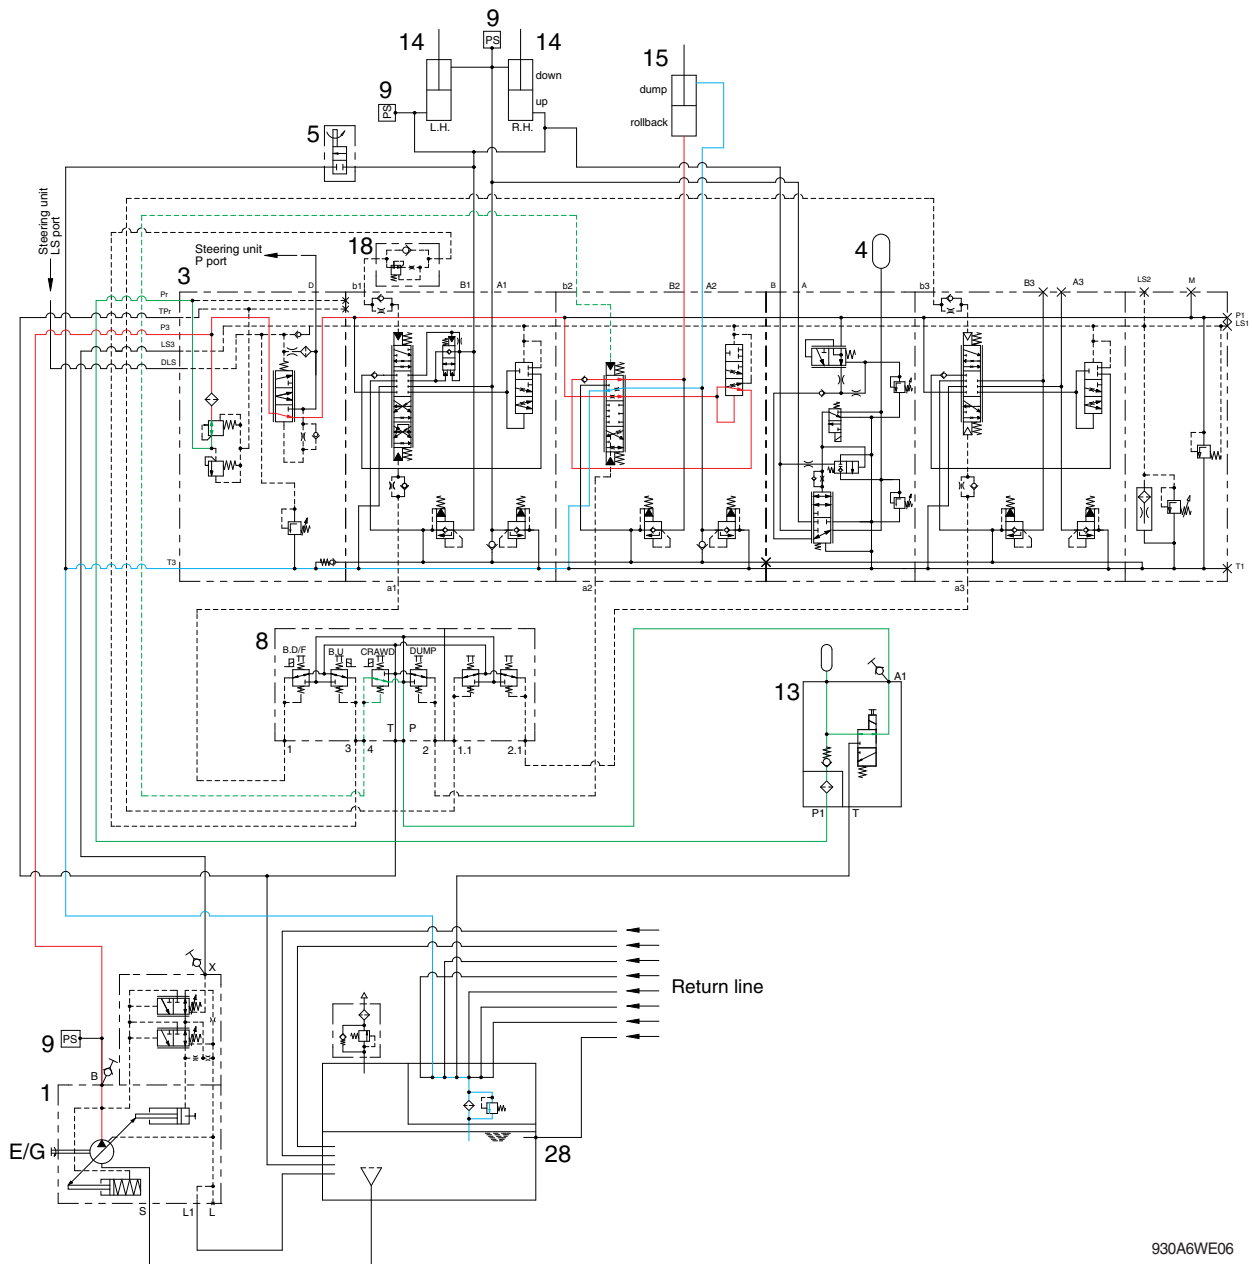 9
14
PS
14
15
down
up
L.H.
R.H.
dump
rollback
9
PS
5
Steering unit
LS port
Steering unit
P port
18
4
3
D
b1
B1
A1
b2
B2
A2
B
A
b3
B3
A3
LS2
M
Pr
TPr
P3
LS3
DLS
P1
LS1
T3
T1
a1
a2
a3
8
B.D/F
B.U
CRAWD
DUMP
T
P
1
3
4
2
1.1
2.1
13
A1
P1
T
X
Return line
9
PS
B
1
E/G
28
S
L1
L
930A6WE06